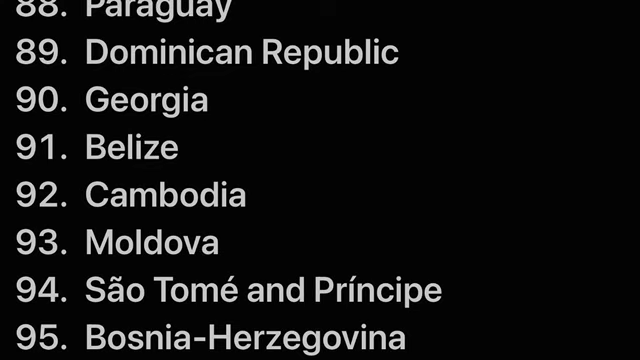 88. Paraguay
89. Dominican Republic
90. Georgia
91. Belize
92. Cambodia
93. Moldova
94. São Tomé and Príncipe
95. Bosnia-Herzegovina